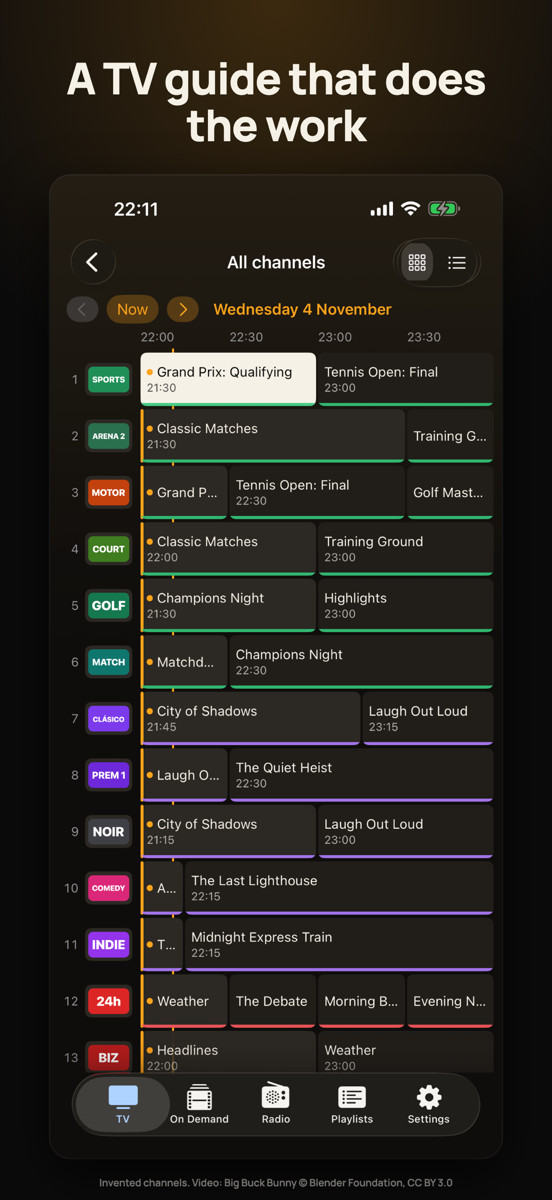 A TV guide that does
the work
22:11
All channels
Now
Wednesday 4 November
22:00 22:30 23:00 23:30
1 SPORTS Grand Prix: Qualifying Tennis Open: Final
21:30 23:00
2 ARENA 2 Classic Matches Training G...
21:30
3 MOTOR Grand P... Tennis Open: Final Golf Mast...
22:30
4 COURT Classic Matches Training Ground
22:00 23:00
5 GOLF Champions Night Highlights
21:30 23:00
6 MATCH Matchd... Champions Night
22:30
7 CLÁSICO City of Shadows Laugh Out Loud
21:45 23:15
8 PREM 1 Laugh O... The Quiet Heist
22:30
9 NOIR City of Shadows Laugh Out Loud
21:15 23:00
10 COMEDY A... The Last Lighthouse
22:15
11 INDIE T... Midnight Express Train
22:15
12 24h Weather The Debate Morning B... Evening N...
13 BIZ Headlines Weather
22:00 23:00
TV On Demand Radio Playlists Settings
Invented channels. Video: Big Buck Bunny © Blender Foundation, CC BY 3.0